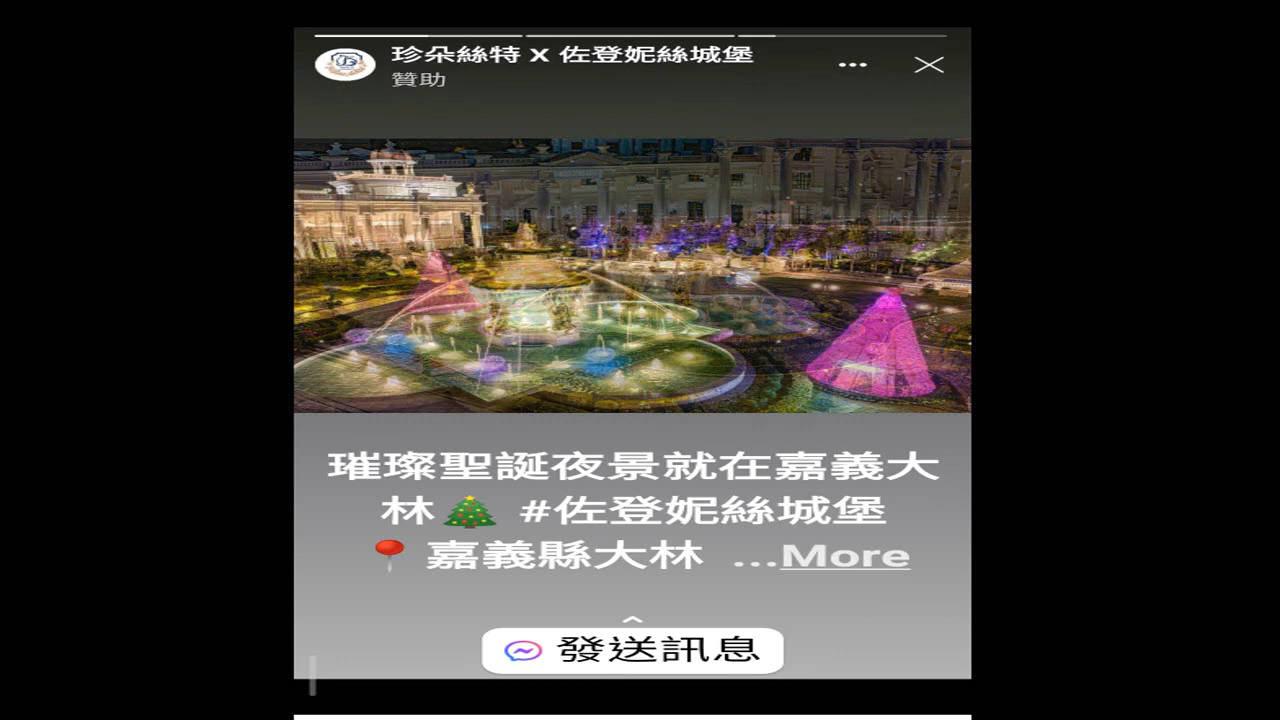 珍朵絲特 X 佐登妮絲城堡
贊助
璀璨聖誕夜景就在嘉義大
林🎄 #佐登妮絲城堡
📍 嘉義縣大林 ...More
發送訊息